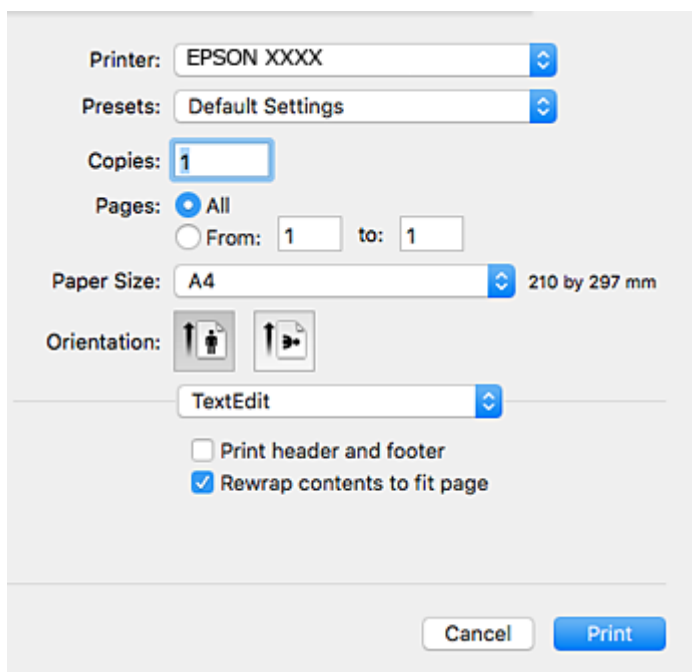 Printer: EPSON XXXX
Presets: Default Settings
Copies: 1
Pages: All
From: 1 to: 1
Paper Size: A4 210 by 297 mm
Orientation:
TextEdit
Print header and footer
Rewrap contents to fit page
Cancel Print